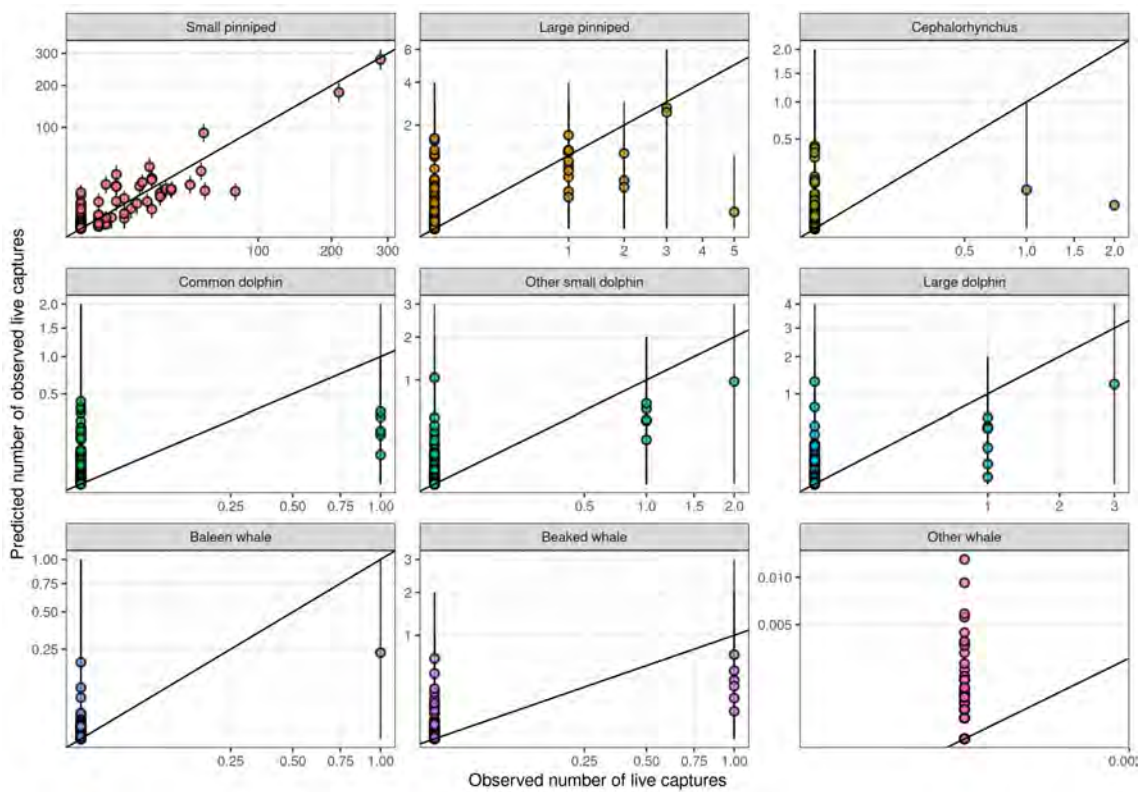 Small pinniped
Large pinniped
Cephalorhynchus
300
200
100
100 200 300
6
4
2
1 2 3 4 5
2.0
1.5
1.0
0.5
0.5 1.0 1.5 2.0
Common dolphin
Other small dolphin
Large dolphin
2.0
1.5
1.0
0.5
0.25 0.50 0.75 1.00
3
2
1
0.5 1.0 1.5 2.0
4
3
2
1
1 2 3
Baleen whale
Beaked whale
Other whale
1.00
0.75
0.50
0.25
0.25 0.50 0.75 1.00
3
2
1
0.25 0.50 0.75 1.00
0.010
0.005
Predicted number of observed live captures
Observed number of live captures